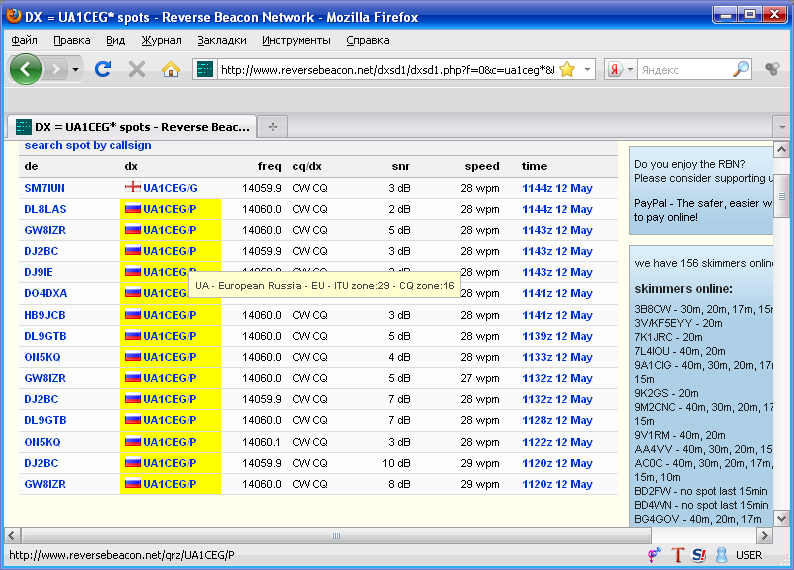 DX = UA1CEG* spots - Reverse Beacon Network - Mozilla Firefox
Файл Правка Вид Журнал Закладки Инструменты Справка
http://www.reversebeacon.net/dxsd1/dxsd1.php?f=0&c=ua1ceg*&l Яндекс
DX = UA1CEG* spots - Reverse Beac...
search spot by callsign
de dx freq cq/dx snr speed time
SM7IUN UA1CEG/G 14059.9 CW CQ 3 dB 28 wpm 1144z 12 May
DL8LAS UA1CEG/P 14060.0 CW CQ 2 dB 28 wpm 1144z 12 May
GW8IZR UA1CEG/P 14060.0 CW CQ 5 dB 28 wpm 1143z 12 May
DJ2BC UA1CEG/P 14059.9 CW CQ 3 dB 28 wpm 1143z 12 May
DJ9IE UA1CEG/P 14060.0 CW CQ 3 dB 28 wpm 1143z 12 May
UA - European Russia - EU - ITU zone:29 - CQ zone:16
DO4DXA UA1CEG/P 28 wpm 1141z 12 May
HB9JCB UA1CEG/P 14060.0 CW CQ 3 dB 28 wpm 1141z 12 May
DL9GTB UA1CEG/P 14060.0 CW CQ 5 dB 28 wpm 1139z 12 May
ON5KQ UA1CEG/P 14060.0 CW CQ 4 dB 28 wpm 1133z 12 May
GW8IZR UA1CEG/P 14060.0 CW CQ 5 dB 27 wpm 1132z 12 May
DJ2BC UA1CEG/P 14059.9 CW CQ 7 dB 28 wpm 1132z 12 May
DL9GTB UA1CEG/P 14060.0 CW CQ 7 dB 28 wpm 1128z 12 May
ON5KQ UA1CEG/P 14060.1 CW CQ 3 dB 28 wpm 1122z 12 May
DJ2BC UA1CEG/P 14059.9 CW CQ 10 dB 29 wpm 1120z 12 May
GW8IZR UA1CEG/P 14060.0 CW CQ 8 dB 29 wpm 1120z 12 May
Do you enjoy the RBN?
Please consider supporting u
PayPal - The safer, easier w
to pay online!
we have 156 skimmers onlin
skimmers online:
3B8CW - 30m, 20m, 17m, 15m
3V/KF5EYY - 20m
7K1JRC - 20m
7L4IOU - 40m, 20m
9A1CIG - 40m, 30m, 20m, 17m
15m
9K2GS - 20m
9M2CNC - 40m, 30m, 20m, 17
15m
9V1RM - 40m, 20m
AA4VV - 40m, 30m, 20m, 15
AC0C - 40m, 30m, 20m, 17m,
15m, 10m
BD2FW - no spot last 15min
BD4WN - no spot last 15min
BG4GOV - 40m, 20m, 17m
http://www.reversebeacon.net/qrz/UA1CEG/P
T S! USER